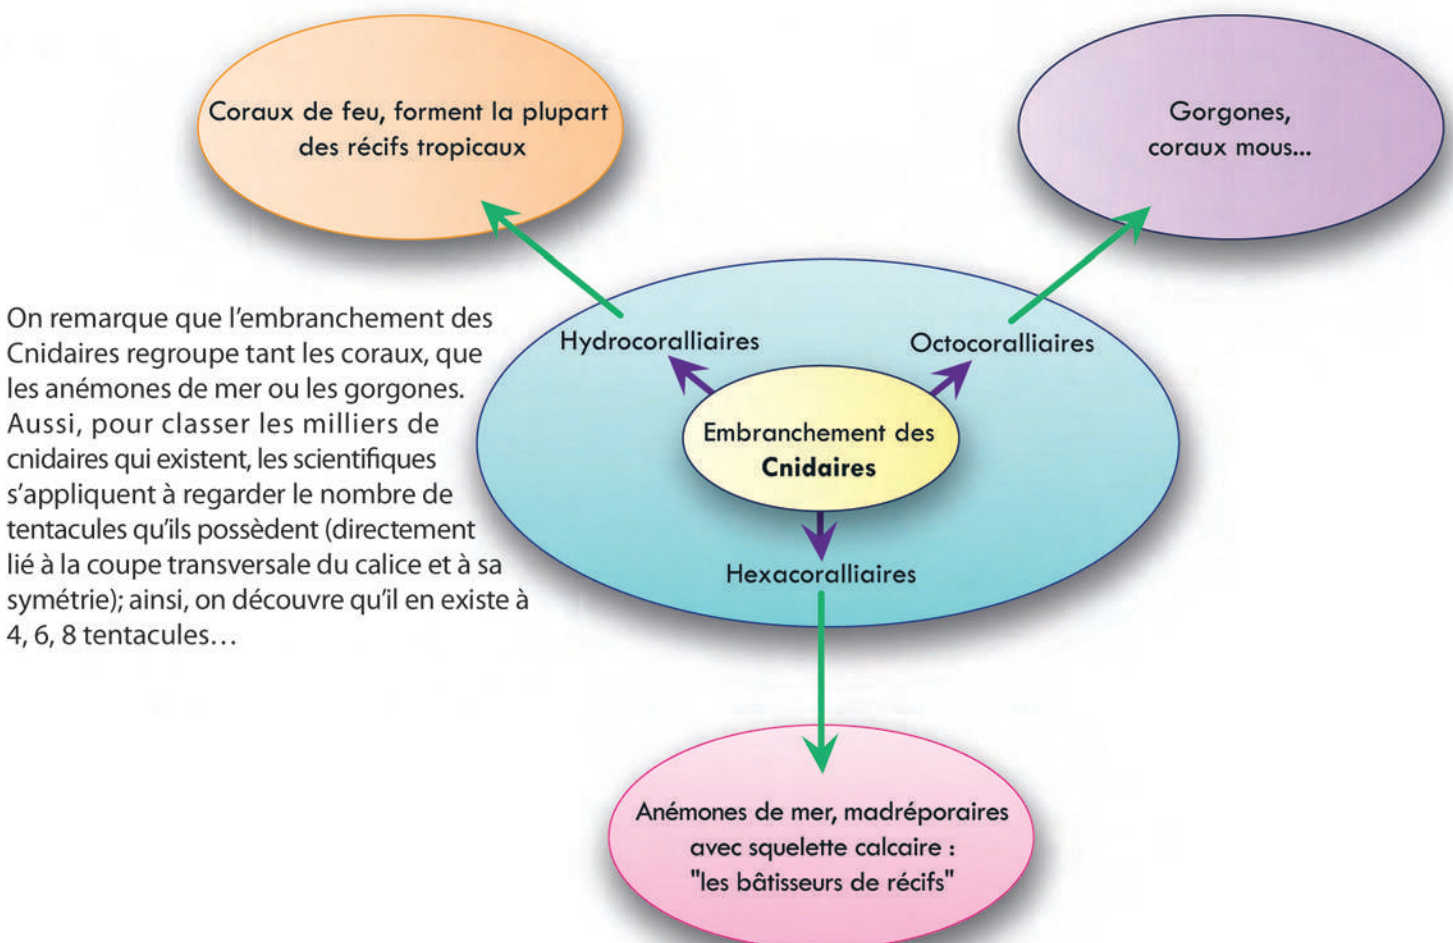 Coraux de feu, forment la plupart
des récifs tropicaux
Gorgones,
coraux mous...
On remarque que l'embranchement des
Cnidaires regroupe tant les coraux, que
les anémones de mer ou les gorgones.
Aussi, pour classer les milliers de
cnidaires qui existent, les scientifiques
s'appliquent à regarder le nombre de
tentacules qu'ils possèdent (directement
lié à la coupe transversale du calice et à sa
symétrie); ainsi, on découvre qu'il en existe à
4, 6, 8 tentacules...
Hydrocoralliaires
Octocoralliaires
Embranchement des
Cnidaires
Hexacoralliaires
Anémones de mer, madréporaires
avec squelette calcaire :
"les bâtisseurs de récifs"